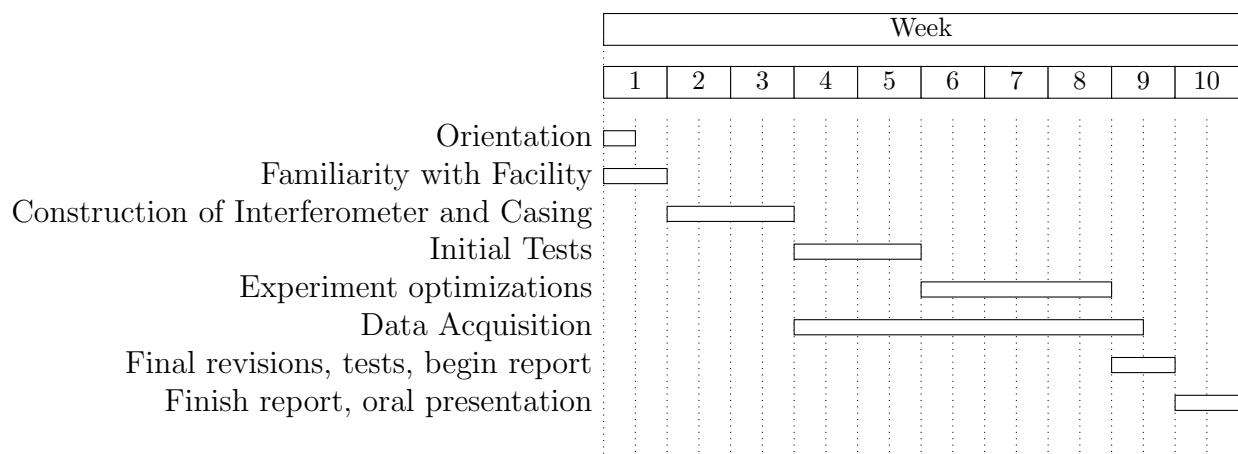 Week
1 2 3 4 5 6 7 8 9 10
Orientation
Familiarity with Facility
Construction of Interferometer and Casing
Initial Tests
Experiment optimizations
Data Acquisition
Final revisions, tests, begin report
Finish report, oral presentation